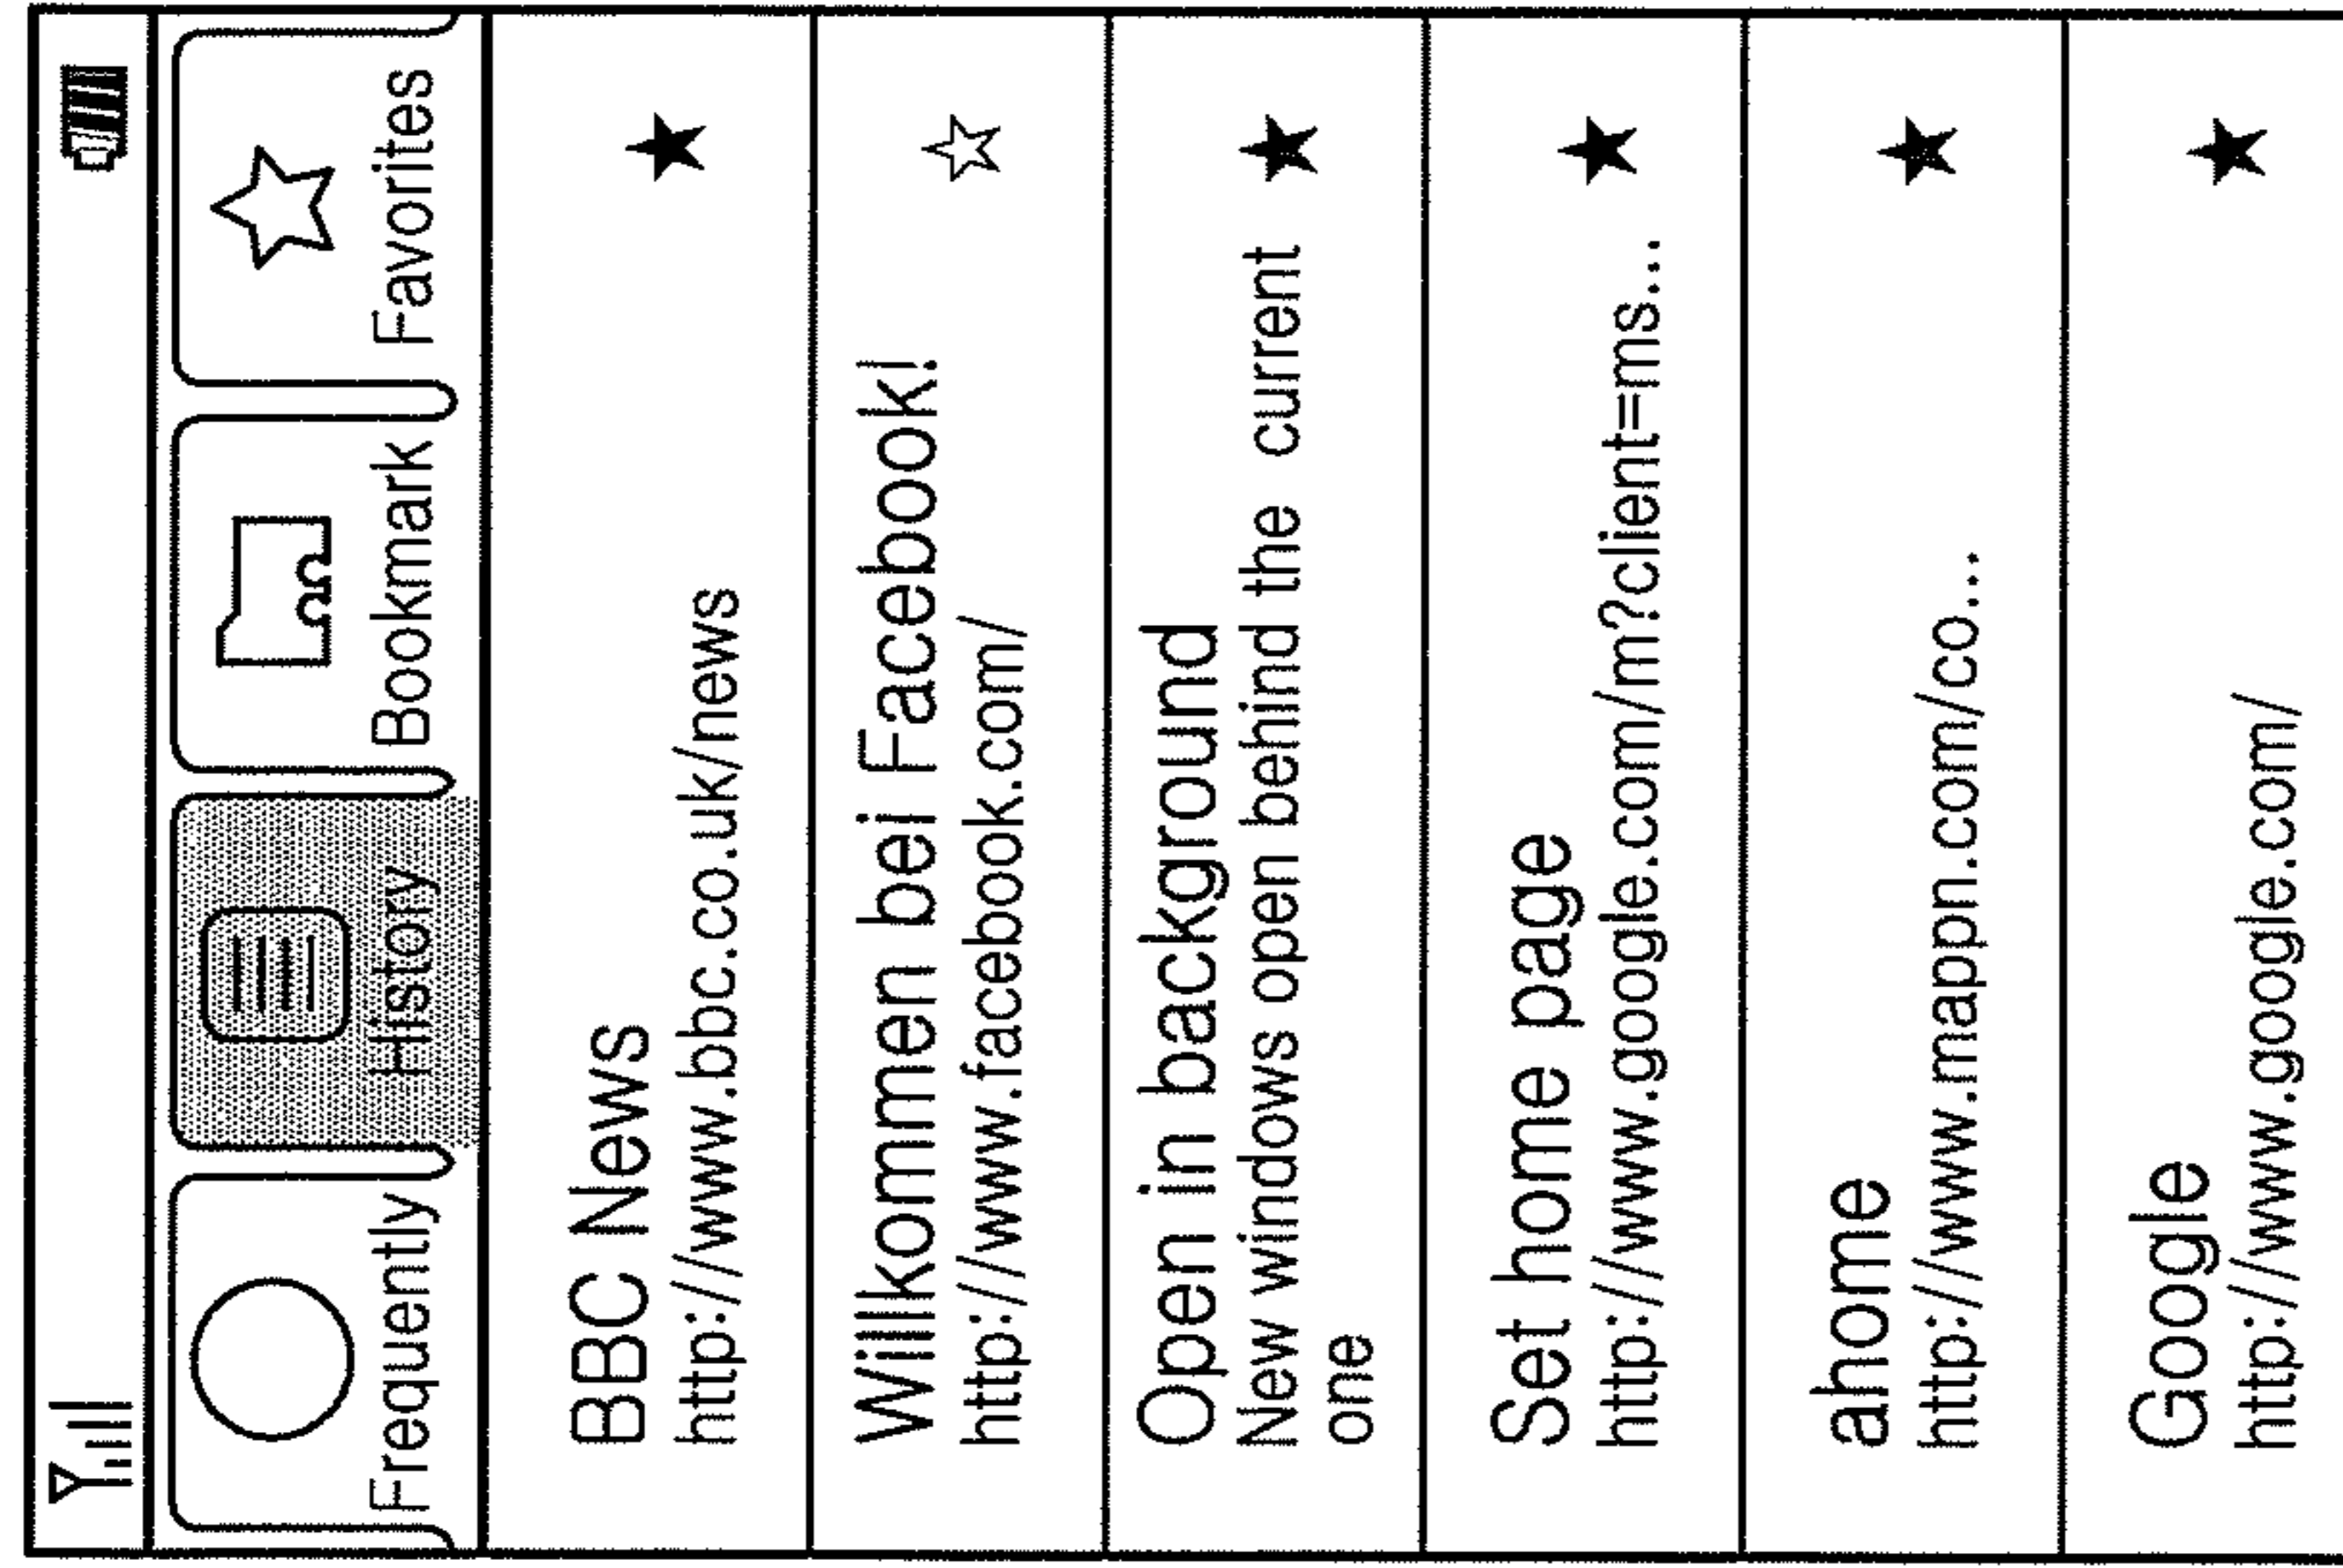 Frequently
History
Bookmark
Favorites
BBC News
http://www.bbc.co.uk/news
Willkommen bei Facebook!
http://www.facebook.com/
Open in background
New windows open behind the current
one
Set home page
http://www.google.com/m?client=ms...
ahome
http://www.mappn.com/co...
Google
http://www.google.com/